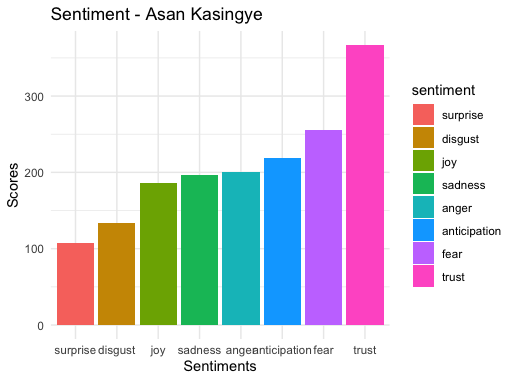 Sentiment - Asan Kasingye
Scores
300
200
100
0
surprise disgust joy sadness anger anticipation fear trust
Sentiments
sentiment
surprise
disgust
joy
sadness
anger
anticipation
fear
trust